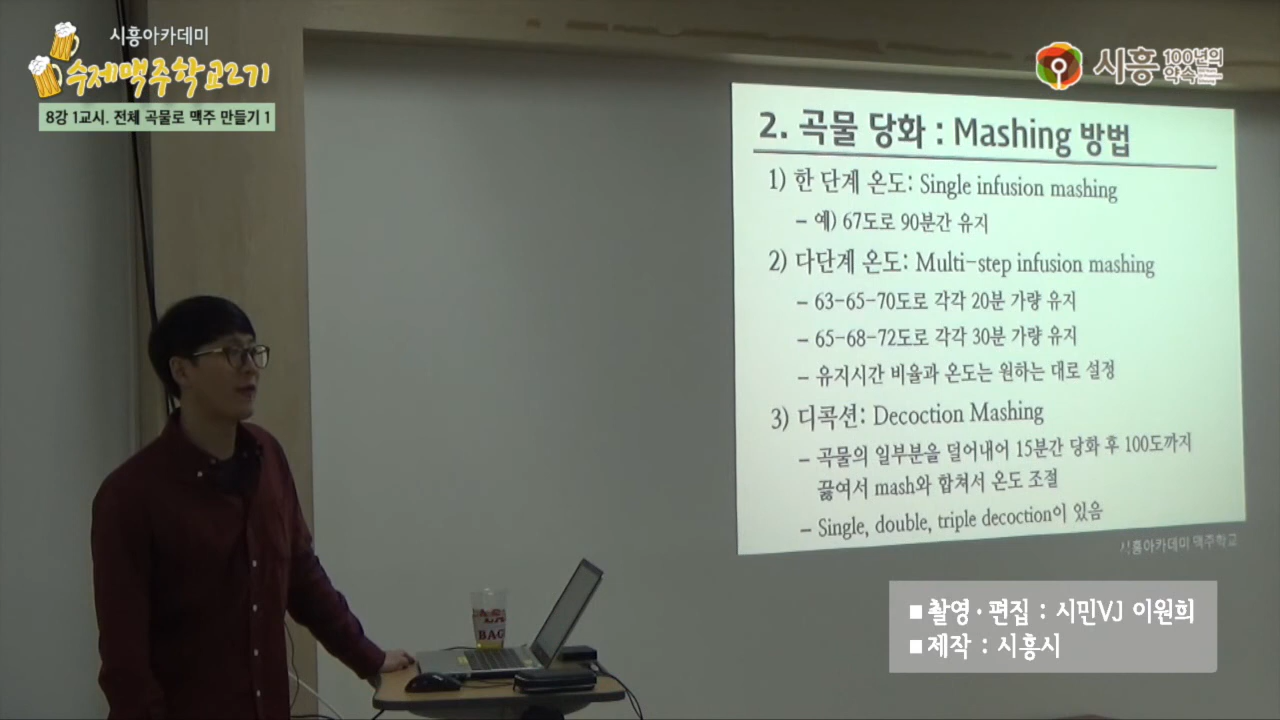 시흥아카데미
수제맥주학교2기
8강 1교시. 전체 곡물로 맥주 만들기 1
시흥 100년의
약속
2. 곡물 당화 : Mashing 방법
1) 한 단계 온도: Single infusion mashing
– 예) 67도로 90분간 유지
2) 다단계 온도: Multi-step infusion mashing
– 63-65-70도로 각각 20분 가량 유지
– 65-68-72도로 각각 30분 가량 유지
– 유지시간 비율과 온도는 원하는 대로 설정
3) 디콕션: Decoction Mashing
– 곡물의 일부분을 덜어내어 15분간 당화 후 100도까지
끓여서 mash와 합쳐서 온도 조절
– Single, double, triple decoction이 있음
시흥아카데미 맥주학교
BAG
■ 촬영·편집 : 시민VJ 이원희
■ 제작 : 시흥시